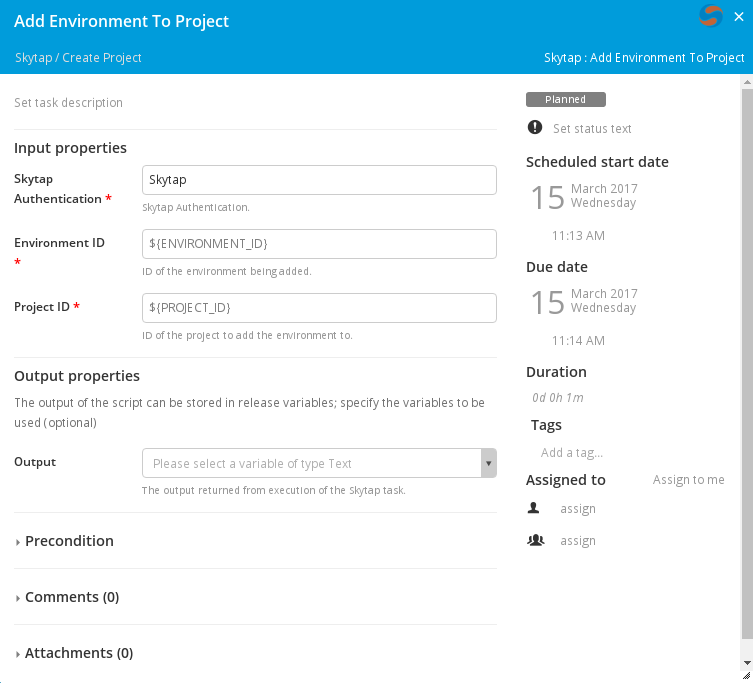 Add Environment To Project
Skytap / Create Project
Skytap : Add Environment To Project
Set task description
Input properties
Skytap
Authentication *
Skytap
Skytap Authentication.
Environment ID
*
${ENVIRONMENT_ID}
ID of the environment being added.
Project ID *
${PROJECT_ID}
ID of the project to add the environment to.
Output properties
The output of the script can be stored in release variables; specify the variables to be
used (optional)
Output
Please select a variable of type Text
The output returned from execution of the Skytap task.
Precondition
Comments (0)
Attachments (0)
Planned
Set status text
Scheduled start date
15
March 2017
Wednesday
11:13 AM
Due date
15
March 2017
Wednesday
11:14 AM
Duration
0d 0h 1m
Tags
Add a tag...
Assigned to
Assign to me
assign
assign